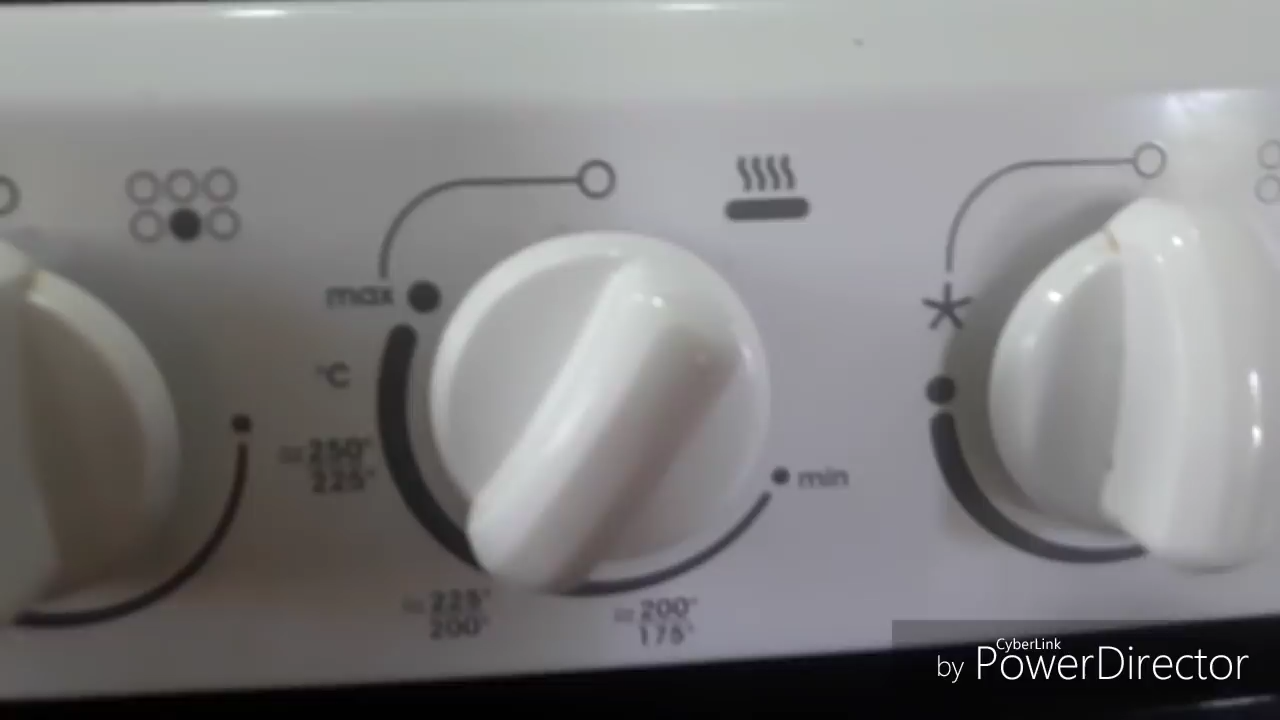 max
°C
≈ 250°
225°
min
≈ 225°
200°
≈ 200°
175°
CyberLink
by PowerDirector